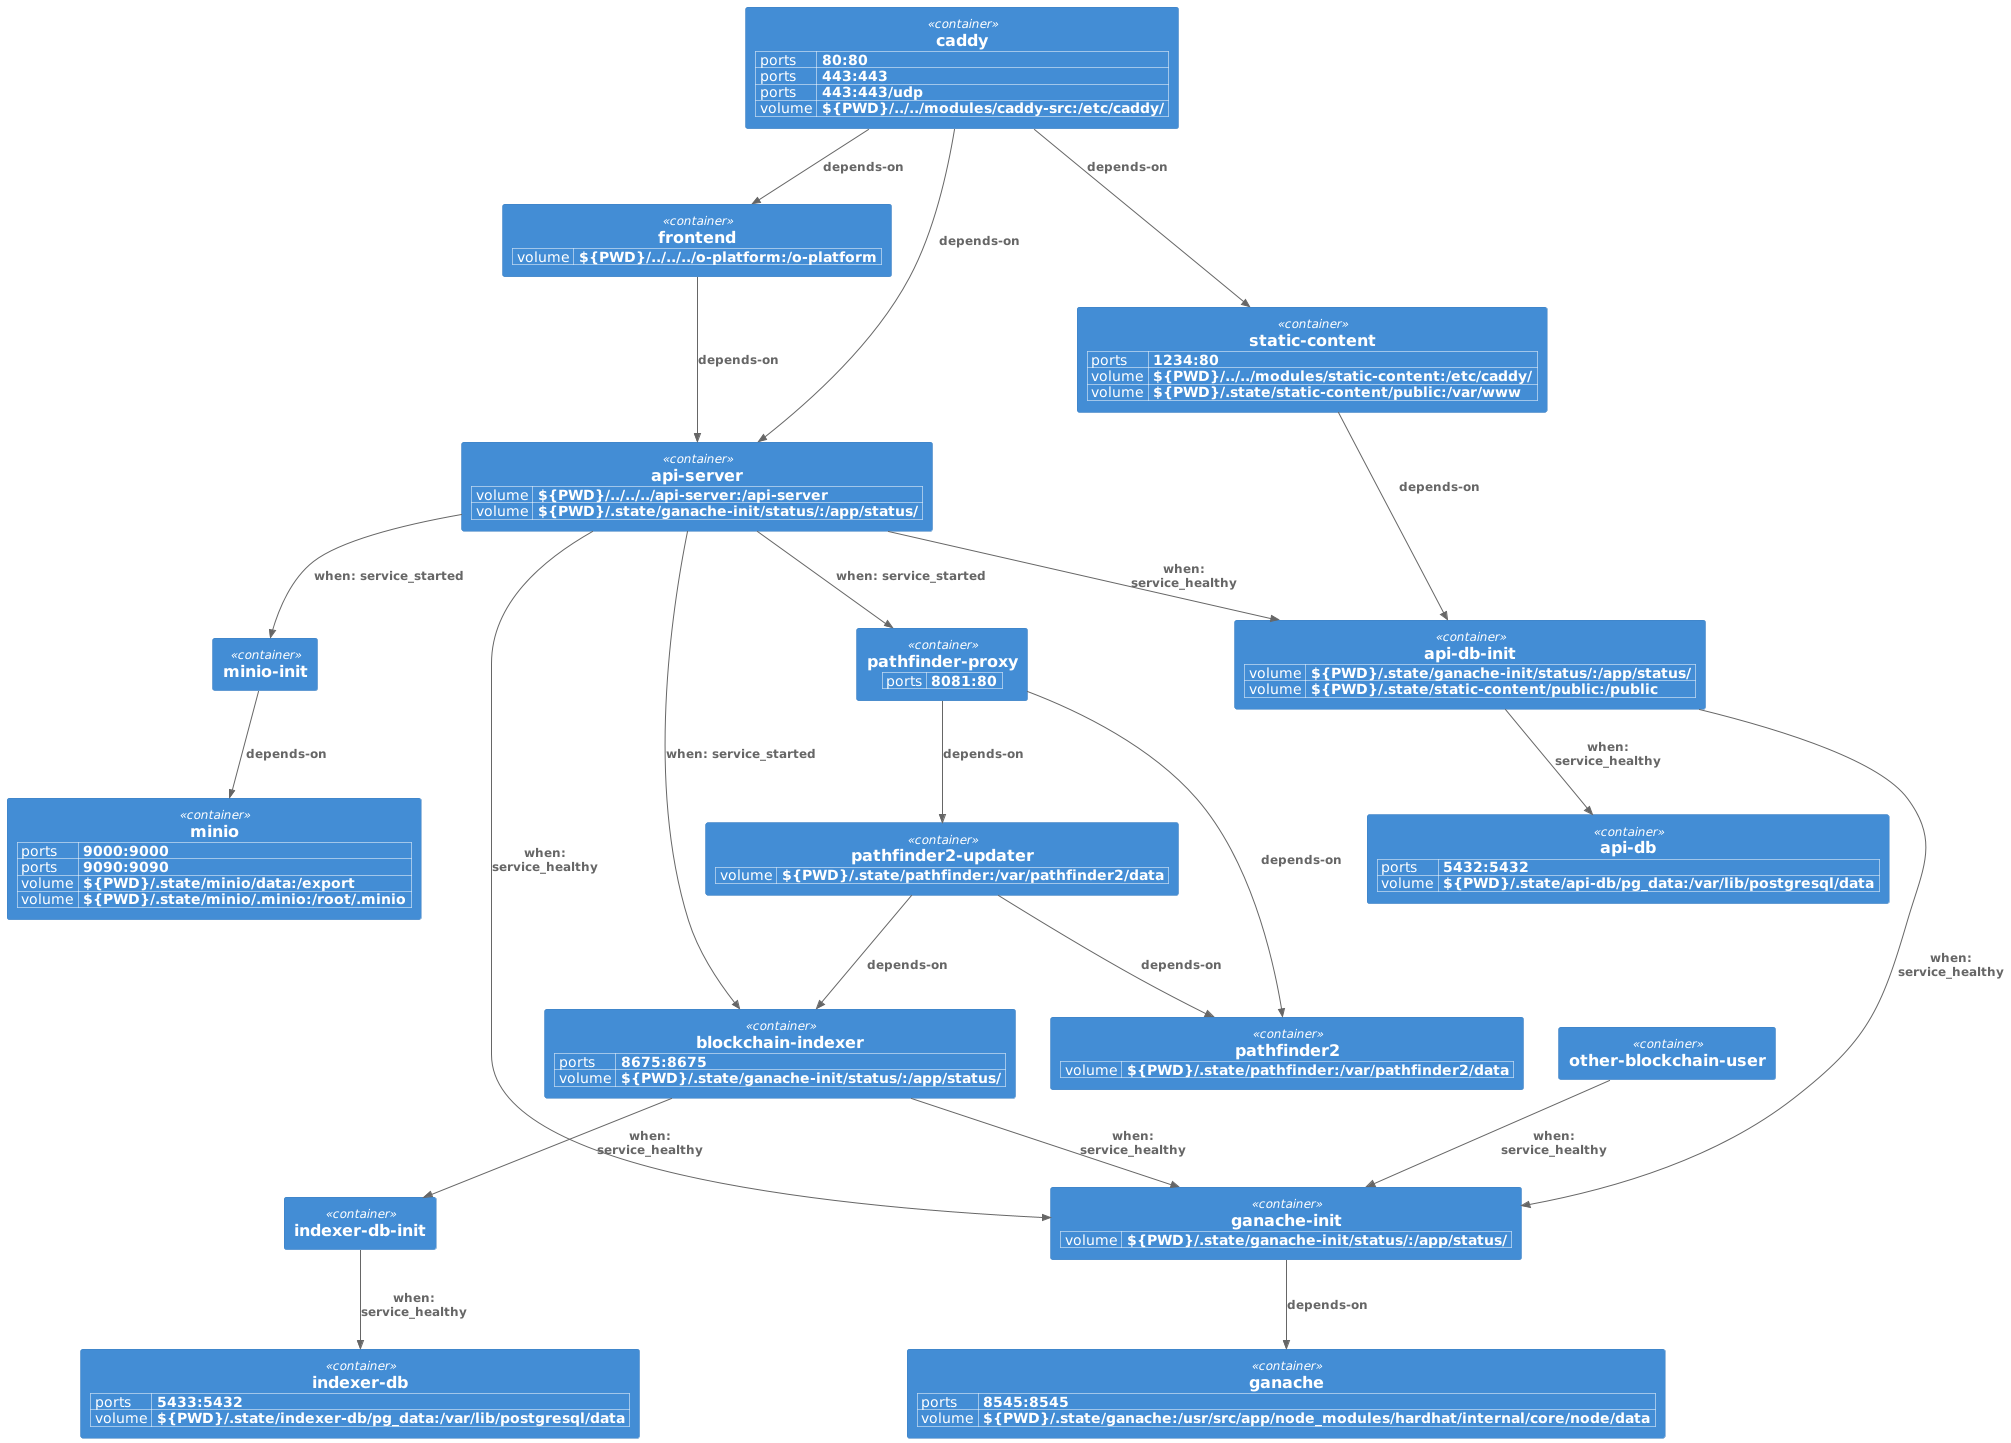 «container»
caddy
ports 80:80
ports 443:443
ports 443:443/udp
volume ${PWD}/../../modules/caddy-src:/etc/caddy/
depends-on
depends-on
«container»
frontend
volume ${PWD}/../../../o-platform:/o-platform
depends-on
«container»
static-content
ports 1234:80
volume ${PWD}/../../modules/static-content:/etc/caddy/
volume ${PWD}/.state/static-content/public:/var/www
depends-on
«container»
api-server
volume ${PWD}/../../../api-server:/api-server
volume ${PWD}/.state/ganache-init/status/:/app/status/
depends-on
when: service_started
when: service_started
when:
service_healthy
«container»
minio-init
«container»
pathfinder-proxy
ports 8081:80
«container»
api-db-init
volume ${PWD}/.state/ganache-init/status/:/app/status/
volume ${PWD}/.state/static-content/public:/public
depends-on
when: service_started
depends-on
when:
service_healthy
«container»
minio
ports 9000:9000
ports 9090:9090
volume ${PWD}/.state/minio/data:/export
volume ${PWD}/.state/minio/.minio:/root/.minio
when:
service_healthy
«container»
pathfinder2-updater
volume ${PWD}/.state/pathfinder:/var/pathfinder2/data
depends-on
«container»
api-db
ports 5432:5432
volume ${PWD}/.state/api-db/pg_data:/var/lib/postgresql/data
depends-on
depends-on
when:
service_healthy
«container»
blockchain-indexer
ports 8675:8675
volume ${PWD}/.state/ganache-init/status/:/app/status/
«container»
pathfinder2
volume ${PWD}/.state/pathfinder:/var/pathfinder2/data
«container»
other-blockchain-user
when:
service_healthy
when:
service_healthy
when:
service_healthy
«container»
indexer-db-init
«container»
ganache-init
volume ${PWD}/.state/ganache-init/status/:/app/status/
when:
service_healthy
depends-on
«container»
indexer-db
ports 5433:5432
volume ${PWD}/.state/indexer-db/pg_data:/var/lib/postgresql/data
«container»
ganache
ports 8545:8545
volume ${PWD}/.state/ganache:/usr/src/app/node_modules/hardhat/internal/core/node/data